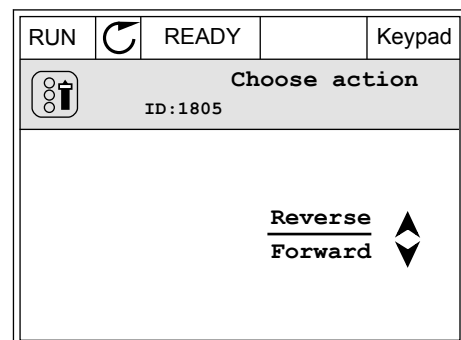 RUN READY Keypad
Choose action
ID:1805
Reverse
Forward